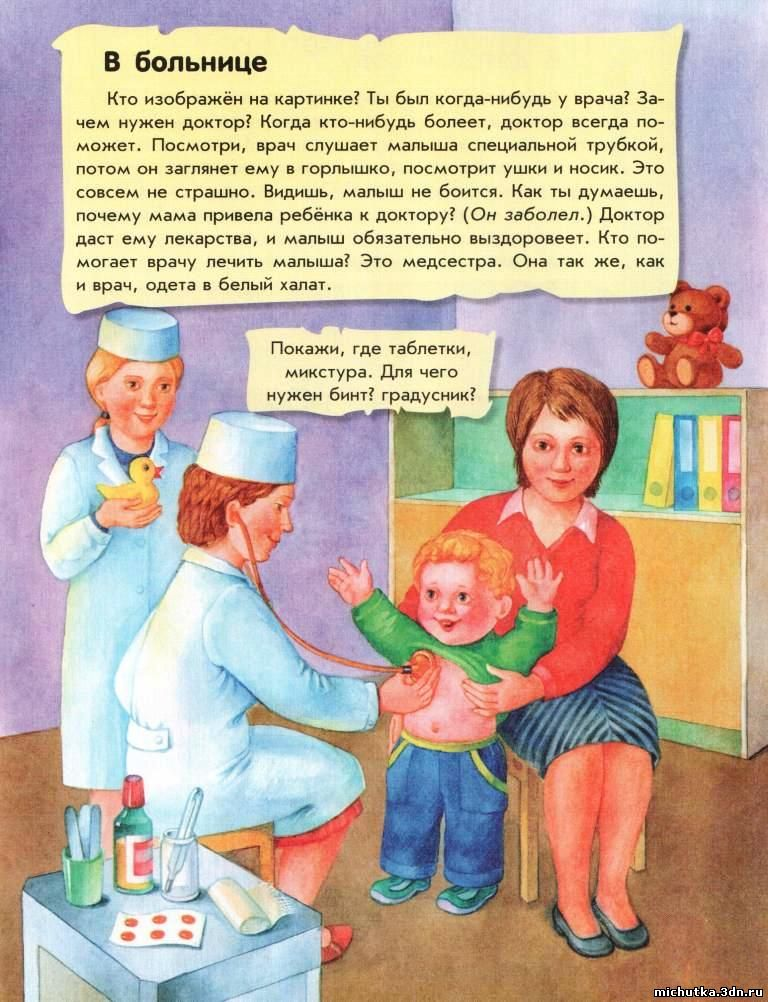 В больнице
Кто изображён на картинке? Ты был когда-нибудь у врача? За-
чем нужен доктор? Когда кто-нибудь болеет, доктор всегда по-
может. Посмотри, врач слушает малыша специальной трубкой,
потом он заглянет ему в горлышко, посмотрит ушки и носик. Это
совсем не страшно. Видишь, малыш не боится. Как ты думаешь,
почему мама привела ребёнка к доктору? (Он заболел.) Доктор
даст ему лекарства, и малыш обязательно выздоровеет. Кто по-
могает врачу лечить малыша? Это медсестра. Она так же, как
и врач, одета в белый халат.
Покажи, где таблетки,
микстура. Для чего
нужен бинт? градусник?
michutka.3dn.ru